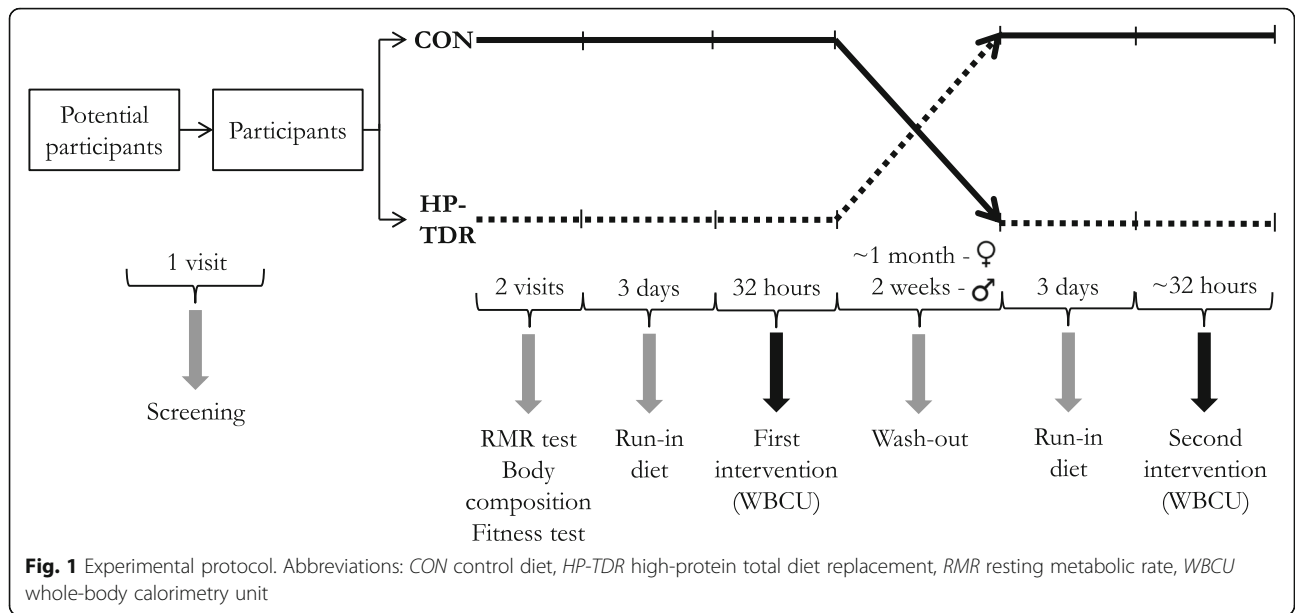 CON
Potential
participants
Participants
HP-
TDR
1 visit
Screening
~1 month - ♀
2 weeks - ♂
2 visits
3 days
32 hours
3 days
~32 hours
RMR test
Body
composition
Fitness test
Run-in
diet
First
intervention
(WBCU)
Wash-out
Run-in
diet
Second
intervention
(WBCU)
Fig. 1 Experimental protocol. Abbreviations: CON control diet, HP-TDR high-protein total diet replacement, RMR resting metabolic rate, WBCU
whole-body calorimetry unit